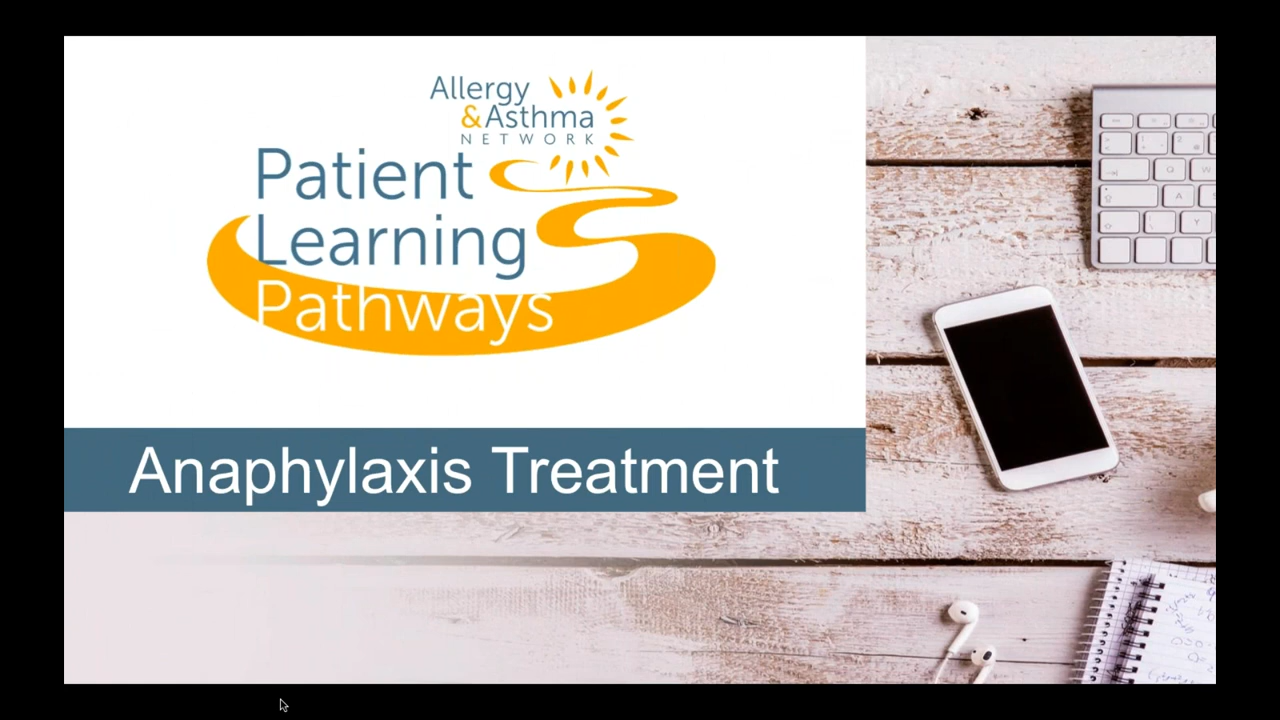 Allergy
&Asthma
NETWORK
Patient
Learning
Pathways
Anaphylaxis Treatment